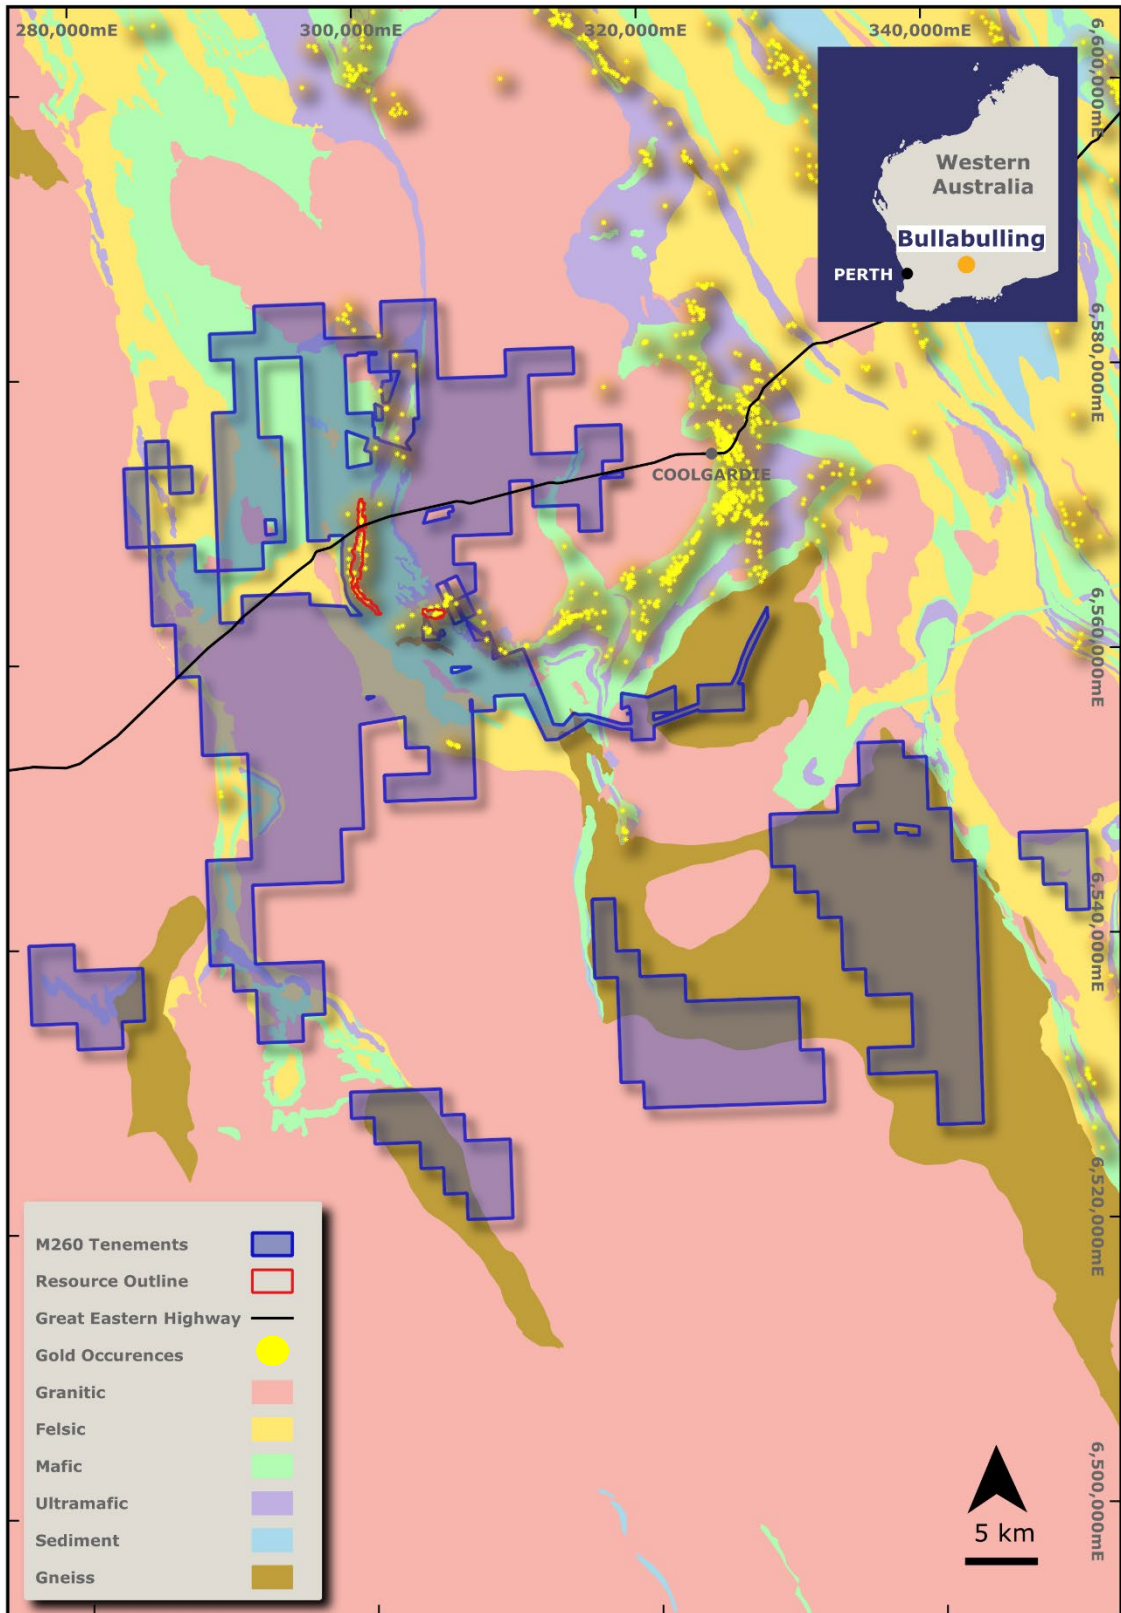 280,000mE
300,000mE
320,000mE
340,000mE
6,600,000mE
Western
Australia
Bullabulling
PERTH
6,580,000mE
COOLGARDIE
6,560,000mE
6,540,000mE
6,520,000mE
6,500,000mE
M260 Tenements
Resource Outline
Great Eastern Highway
Gold Occurences
Granitic
Felsic
Mafic
Ultramafic
Sediment
Gneiss
5 km